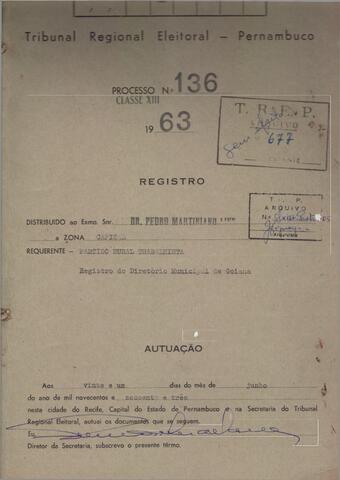 Tribunal Regional Eleitoral — Pernambuco
PROCESSO N.º 136
CLASSE XIII
1963
T. R. E. P.
ARQUIVO
677
REGISTRO
DISTRIBUÍDO ao Exmo. Snr. DR. PEDRO MARTINIANO
a ZONA CAPITAL
T. P.
ARQUIVO
REQUERENTE — PARTIDO RURAL TRABALHISTA
Registro do Diretório Municipal de Goiana
AUTUAÇÃO
Aos vinte e um dias do mês de junho
do ano de mil novecentos e sessenta e três
nesta cidade do Recife, Capital do Estado de Pernambuco e na Secretaria do Tribunal
Regional Eleitoral, autuei os documentos que se seguem.
Eu
Diretor da Secretaria, subscrevo o presente têrmo.